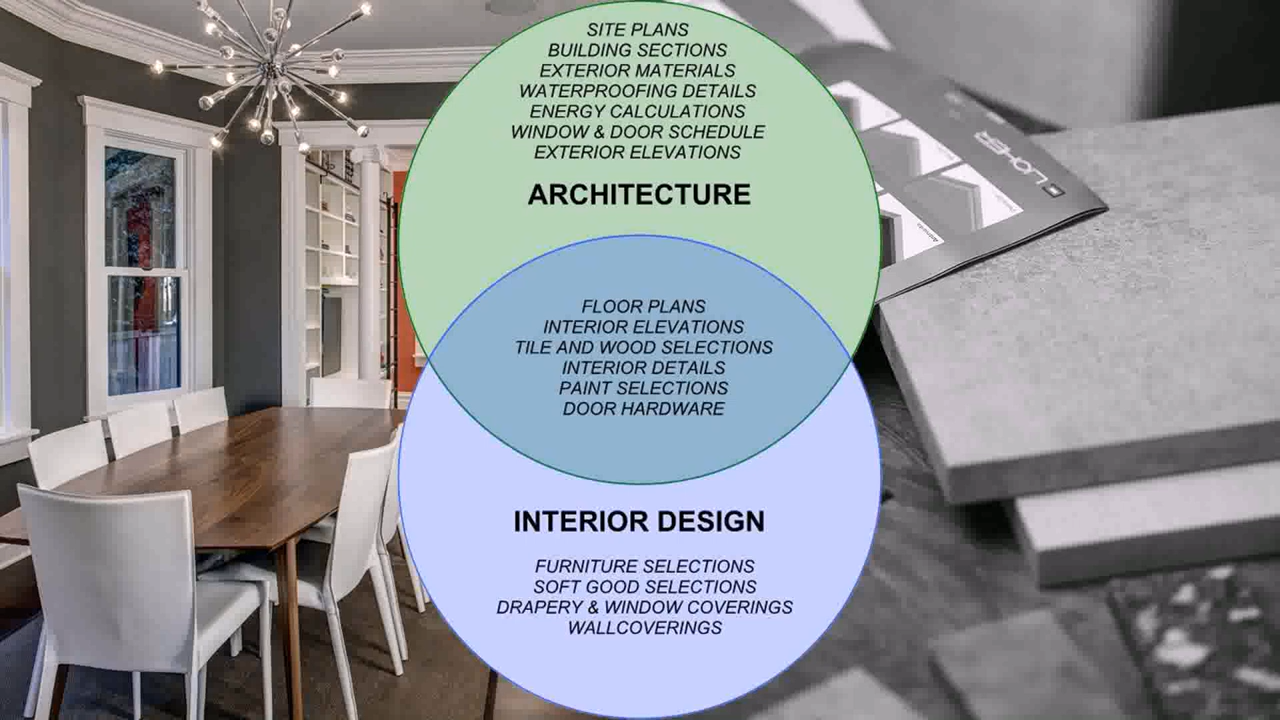 SITE PLANS
BUILDING SECTIONS
EXTERIOR MATERIALS
WATERPROOFING DETAILS
ENERGY CALCULATIONS
WINDOW & DOOR SCHEDULE
EXTERIOR ELEVATIONS
ARCHITECTURE
FLOOR PLANS
INTERIOR ELEVATIONS
TILE AND WOOD SELECTIONS
INTERIOR DETAILS
PAINT SELECTIONS
DOOR HARDWARE
INTERIOR DESIGN
FURNITURE SELECTIONS
SOFT GOOD SELECTIONS
DRAPERY & WINDOW COVERINGS
WALLCOVERINGS
LIOHER